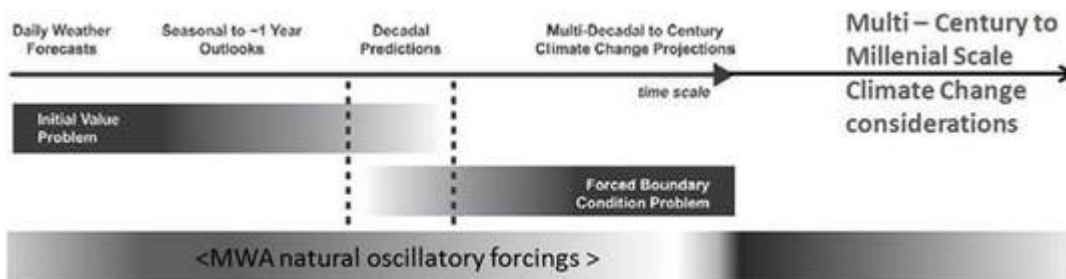 Daily Weather
Forecasts
Seasonal to ~1 Year
Outlooks
Decadal
Predictions
Multi-Decadal to Century
Climate Change Projections
Multi – Century to
Millenial Scale
Climate Change
considerations
time scale
Initial Value
Problem
Forced Boundary
Condition Problem
<MWA natural oscillatory forcings >